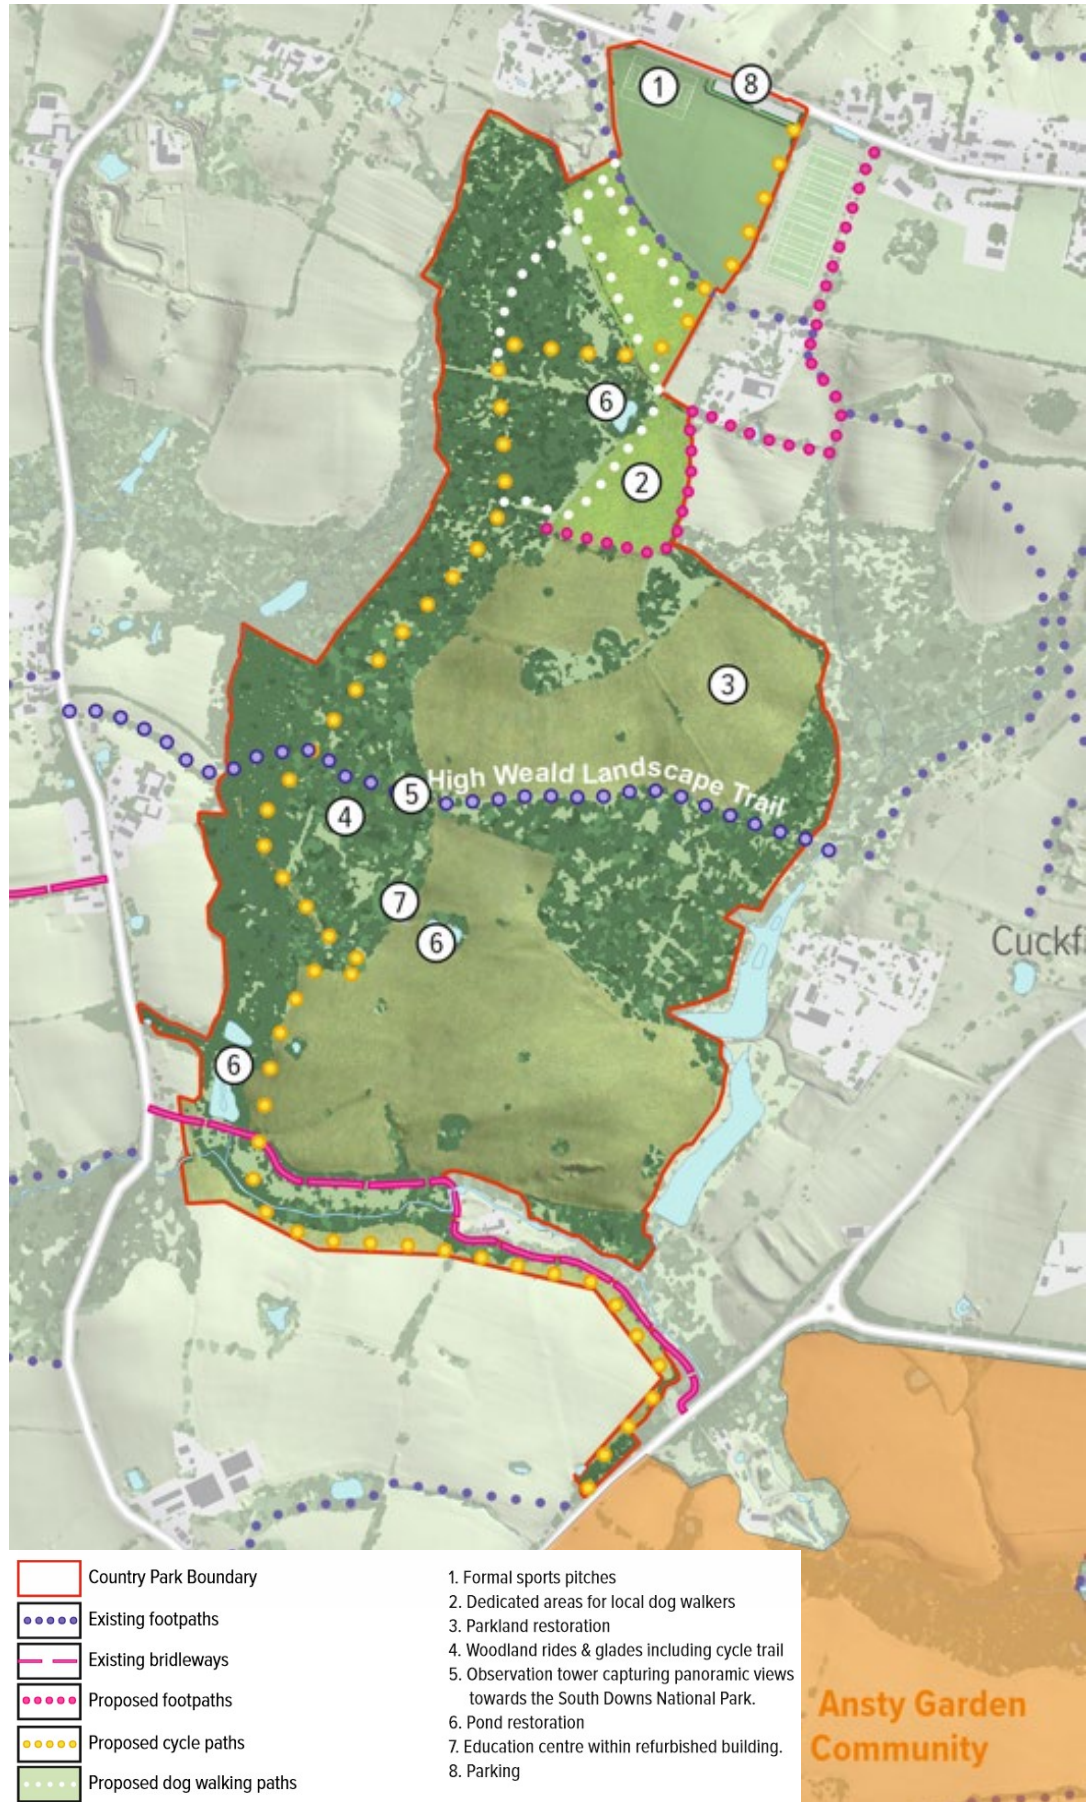 1
8
6
2
3
High Weald Landscape Trail
5
4
7
6
6
Country Park Boundary
Existing footpaths
Existing bridleways
Proposed footpaths
Proposed cycle paths
Proposed dog walking paths
1. Formal sports pitches
2. Dedicated areas for local dog walkers
3. Parkland restoration
4. Woodland rides & glades including cycle trail
5. Observation tower capturing panoramic views
towards the South Downs National Park.
6. Pond restoration
7. Education centre within refurbished building.
8. Parking
Ansty Garden
Community